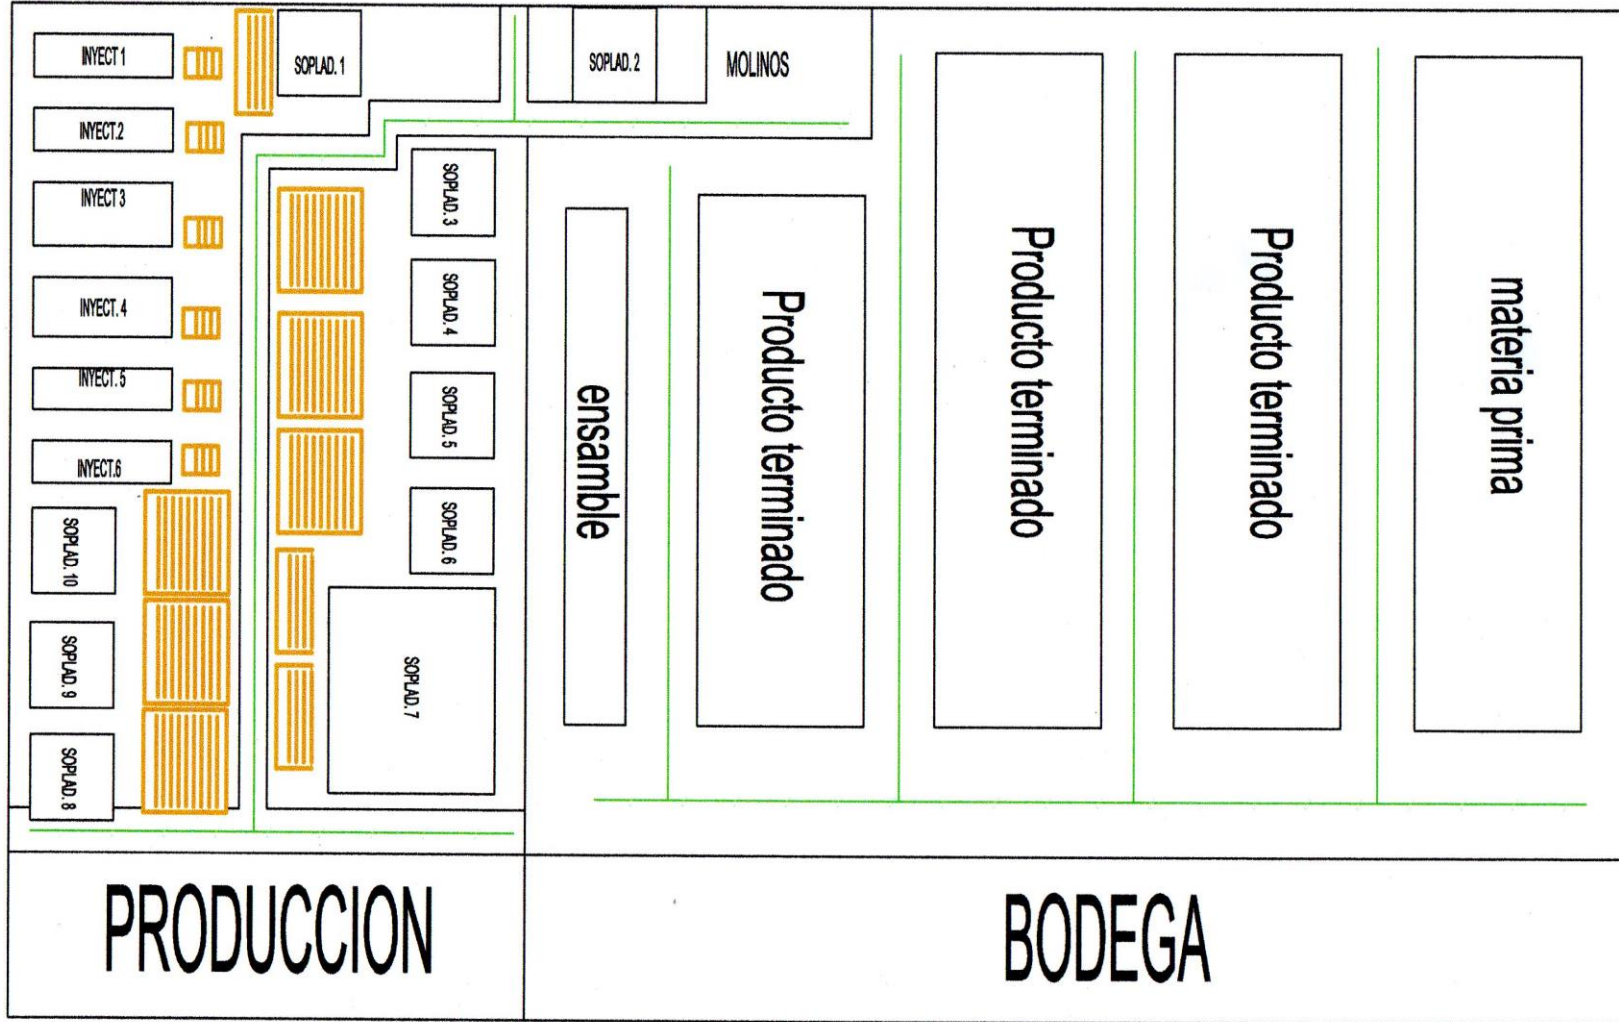 INYECT 1
INYECT.2
INYECT 3
INYECT. 4
INYECT. 5
INYECT.6
SOPLAD. 10
SOPLAD. 9
SOPLAD. 8
SOPLAD. 1
SOPLAD. 2
MOLINOS
SOPLAD. 3
SOPLAD. 4
SOPLAD. 5
SOPLAD. 6
SOPLAD. 7
ensamble
Producto terminado
Producto terminado
Producto terminado
materia prima
PRODUCCION
BODEGA